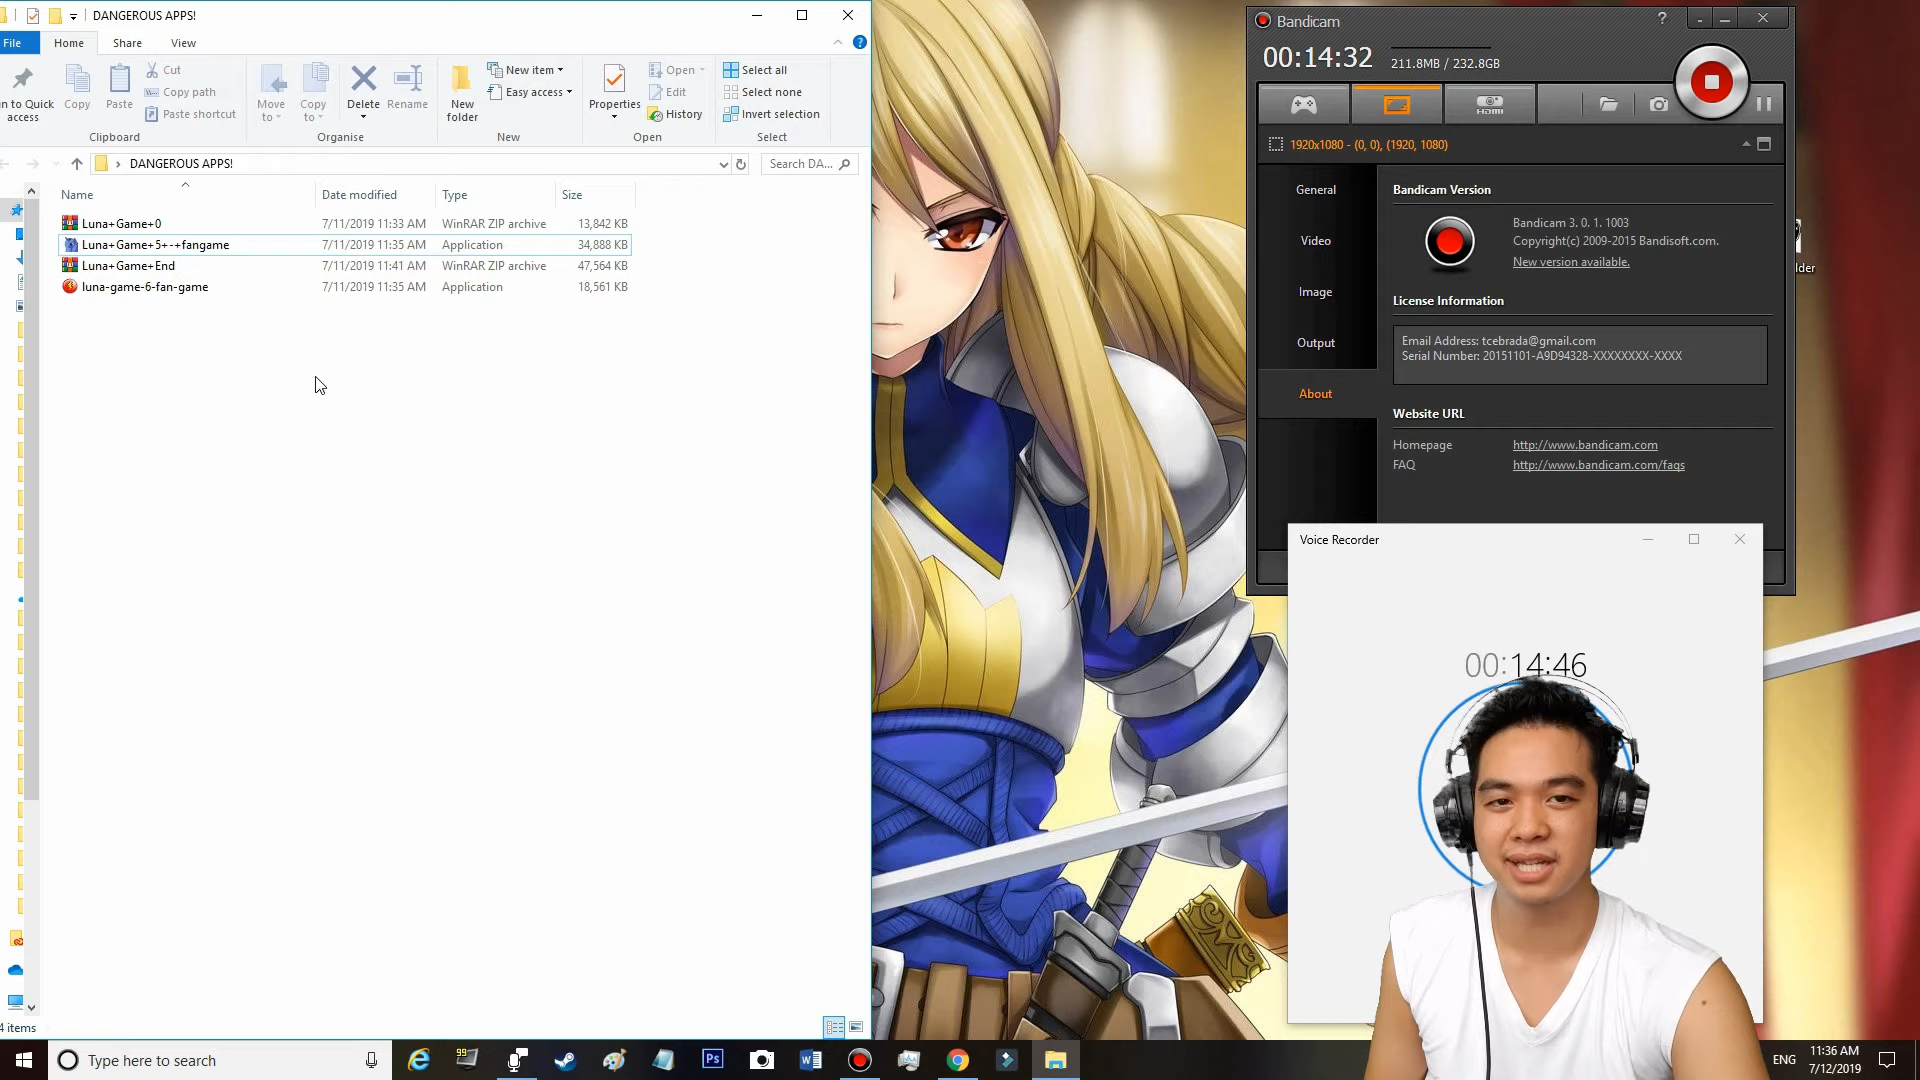 DANGEROUS APPS!
File
Home
Share
View
Pin to Quick access
Copy
Paste
Cut
Copy path
Paste shortcut
Clipboard
Move to
Copy to
Delete
Rename
Organise
New folder
New item
Easy access
New
Properties
Open
Edit
History
Open
Select all
Select none
Invert selection
Select
DANGEROUS APPS!
Search DA...
Name
Date modified
Type
Size
Luna+Game+0 7/11/2019 11:33 AM WinRAR ZIP archive 13,842 KB
Luna+Game+5+-+fangame 7/11/2019 11:35 AM Application 34,888 KB
Luna+Game+End 7/11/2019 11:41 AM WinRAR ZIP archive 47,564 KB
luna-game-6-fan-game 7/11/2019 11:35 AM Application 18,561 KB
4 items
Bandicam
00:14:32
211.8MB / 232.8GB
HDMI
1920x1080 - (0, 0), (1920, 1080)
General
Video
Image
Output
About
Bandicam Version
Bandicam 3. 0. 1. 1003
Copyright(c) 2009-2015 Bandisoft.com.
New version available.
License Information
Email Address: tcebrada@gmail.com
Serial Number: 20151101-A9D94328-XXXXXXXX-XXXX
Website URL
Homepage http://www.bandicam.com
FAQ http://www.bandicam.com/faqs
lder
Voice Recorder
00:14:46
Type here to search
99
Ps
ENG
11:36 AM
7/12/2019